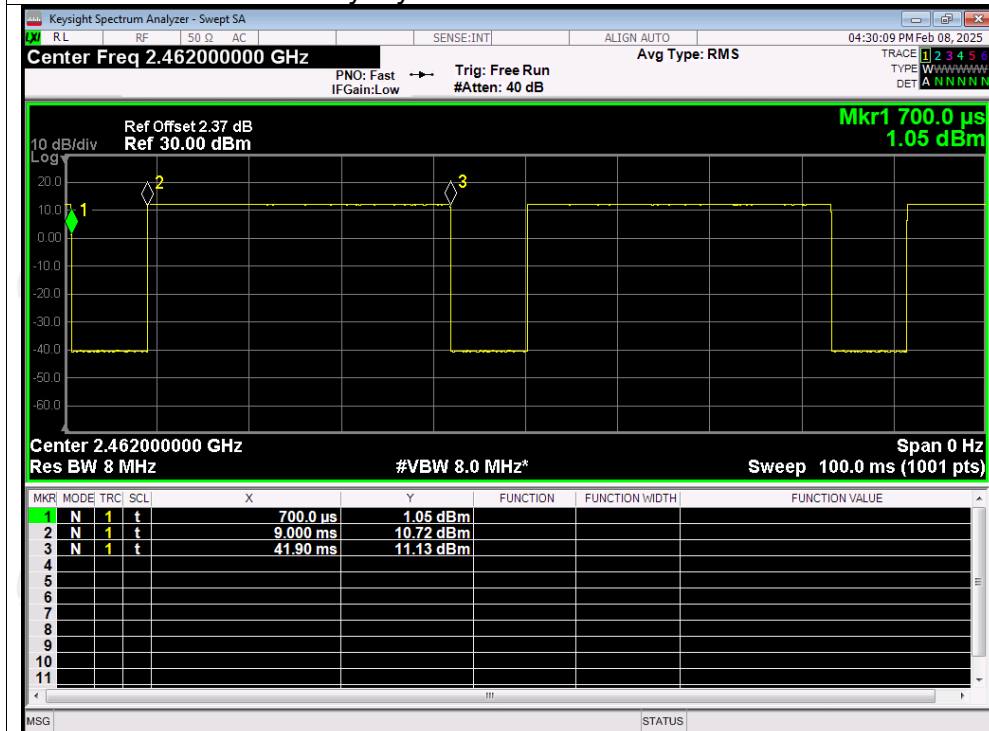 Keysight Spectrum Analyzer - Swept SA
LXI RL RF 50 Ω AC SENSE:INT ALIGN AUTO 04:30:09 PM Feb 08, 2025
Center Freq 2.462000000 GHz Avg Type: RMS TRACE 1 2 3 4 5 6
PNO: Fast Trig: Free Run TYPE WWWWWW
IFGain:Low #Atten: 40 dB DET A N N N N N
Mkr1 700.0 µs
Ref Offset 2.37 dB
10 dB/div Ref 30.00 dBm 1.05 dBm
Log
20.0
2
3
10.0
1
0.00
-10.0
-20.0
-30.0
-40.0
-50.0
-60.0
Center 2.462000000 GHz Span 0 Hz
Res BW 8 MHz #VBW 8.0 MHz* Sweep 100.0 ms (1001 pts)
MKR MODE TRC SCL X Y FUNCTION FUNCTION WIDTH FUNCTION VALUE
1 N 1 t 700.0 µs 1.05 dBm
2 N 1 t 9.000 ms 10.72 dBm
3 N 1 t 41.90 ms 11.13 dBm
4
5
6
7
8
9
10
11
MSG STATUS